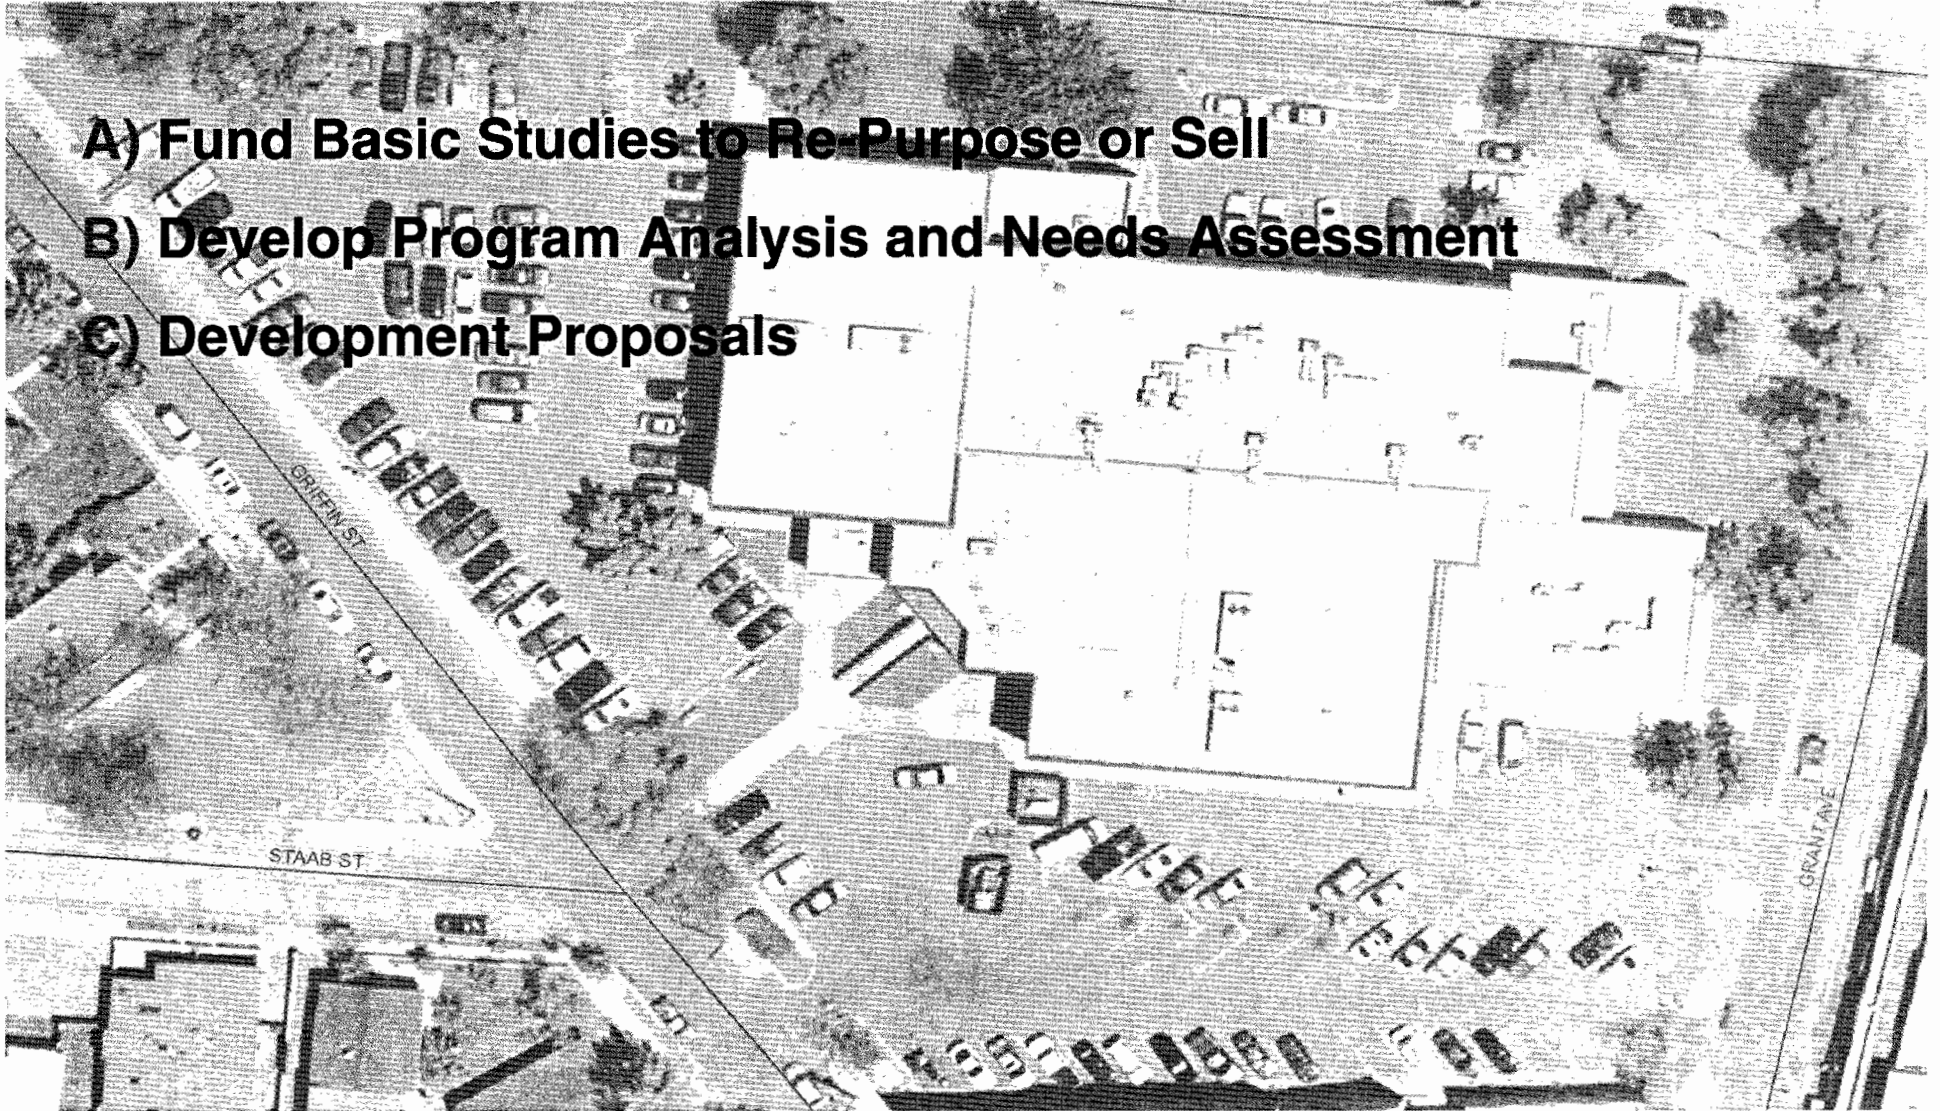 A) Fund Basic Studies to Re-Purpose or Sell
B) Develop Program Analysis and Needs Assessment
C) Development Proposals
GRIFFIN ST
STAAB ST
GRANT AVE